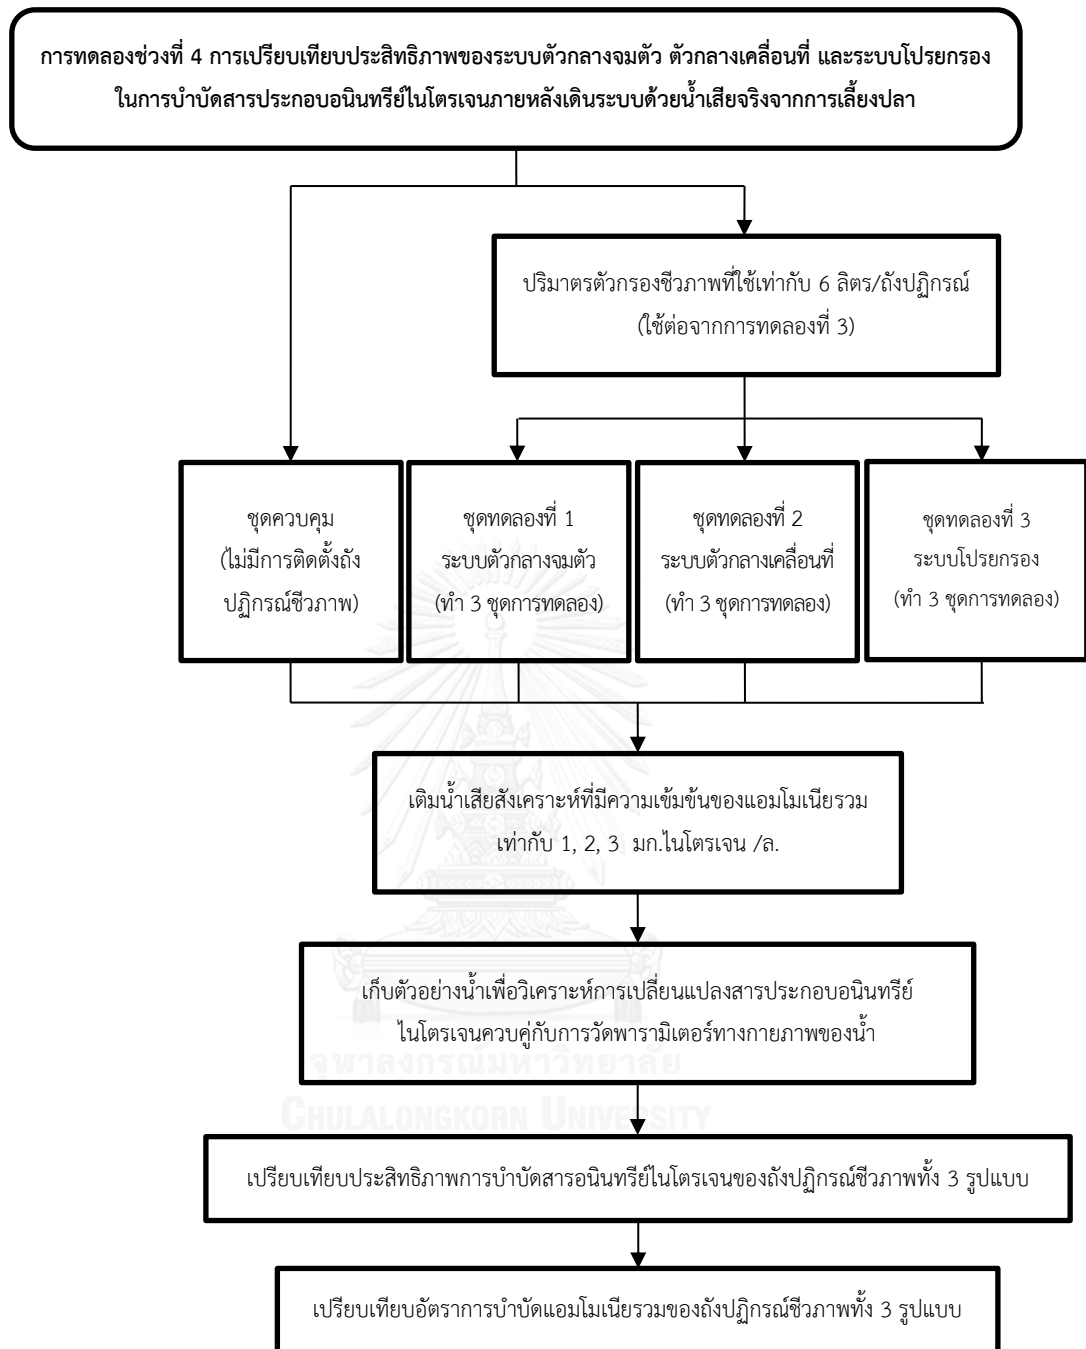 การทดลองช่วงที่ 4 การเปรียบเทียบประสิทธิภาพของระบบตัวกลางจมตัว ตัวกลางเคลื่อนที่ และระบบโปรยกรอง
ในการบำบัดสารประกอบอนินทรีย์ไนโตรเจนภายหลังเดินระบบด้วยน้ำเสียจริงจากการเลี้ยงปลา
ปริมาตรตัวกรองชีวภาพที่ใช้เท่ากับ 6 ลิตร/ถังปฏิกรณ์
(ใช้ต่อจากการทดลองที่ 3)
ชุดควบคุม
(ไม่มีการติดตั้งถัง
ปฏิกรณ์ชีวภาพ)
ชุดทดลองที่ 1
ระบบตัวกลางจมตัว
(ทำ 3 ชุดการทดลอง)
ชุดทดลองที่ 2
ระบบตัวกลางเคลื่อนที่
(ทำ 3 ชุดการทดลอง)
ชุดทดลองที่ 3
ระบบโปรยกรอง
(ทำ 3 ชุดการทดลอง)
เติมน้ำเสียสังเคราะห์ที่มีความเข้มข้นของแอมโมเนียรวม
เท่ากับ 1, 2, 3 มก.ไนโตรเจน /ล.
เก็บตัวอย่างน้ำเพื่อวิเคราะห์การเปลี่ยนแปลงสารประกอบอนินทรีย์
ไนโตรเจนควบคู่กับการวัดพารามิเตอร์ทางกายภาพของน้ำ
จุฬาลงกรณ์มหาวิทยาลัย
CHULALONGKORN UNIVERSITY
เปรียบเทียบประสิทธิภาพการบำบัดสารอนินทรีย์ไนโตรเจนของถังปฏิกรณ์ชีวภาพทั้ง 3 รูปแบบ
เปรียบเทียบอัตราการบำบัดแอมโมเนียรวมของถังปฏิกรณ์ชีวภาพทั้ง 3 รูปแบบ